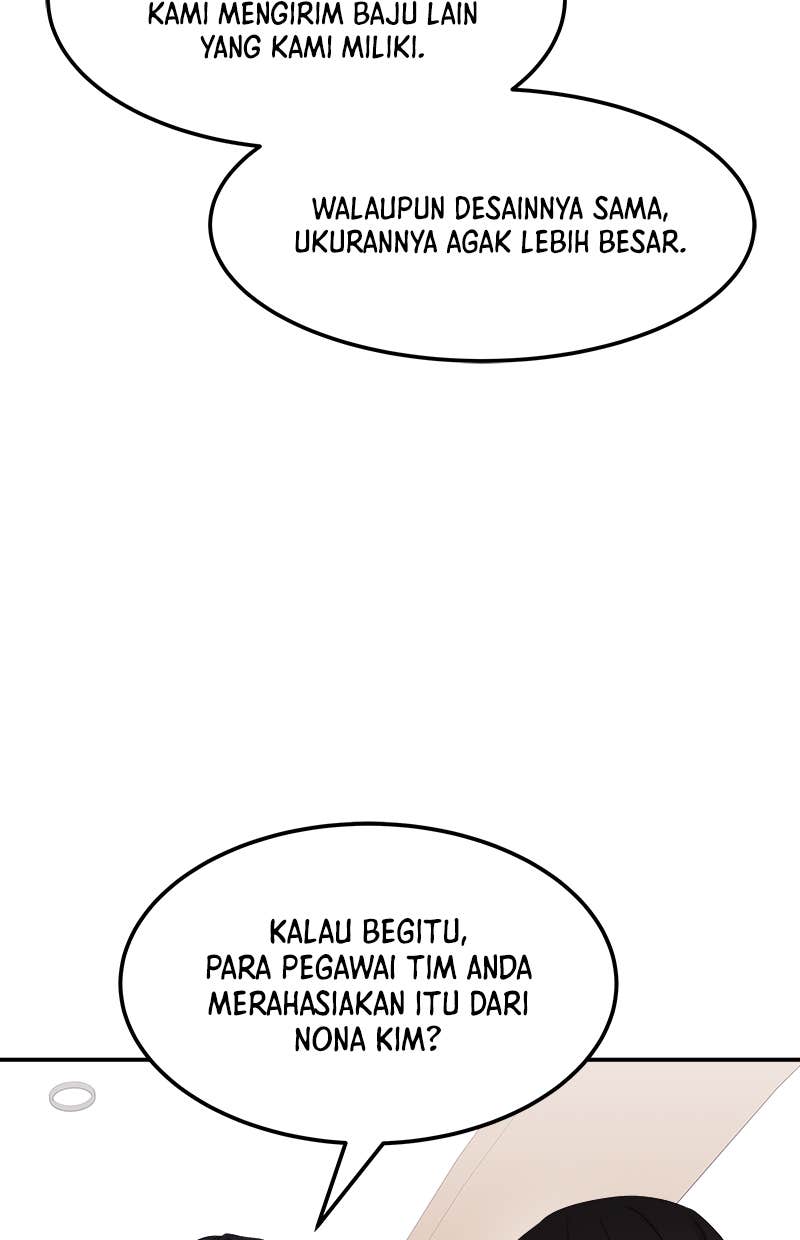 KAMI MENGIRIM BAJU LAIN
YANG KAMI MILIKI.
WALAUPUN DESAINNYA SAMA,
UKURANNYA AGAK LEBIH BESAR.
KALAU BEGITU,
PARA PEGAWAI TIM ANDA
MERAHASIAKAN ITU DARI
NONA KIM?